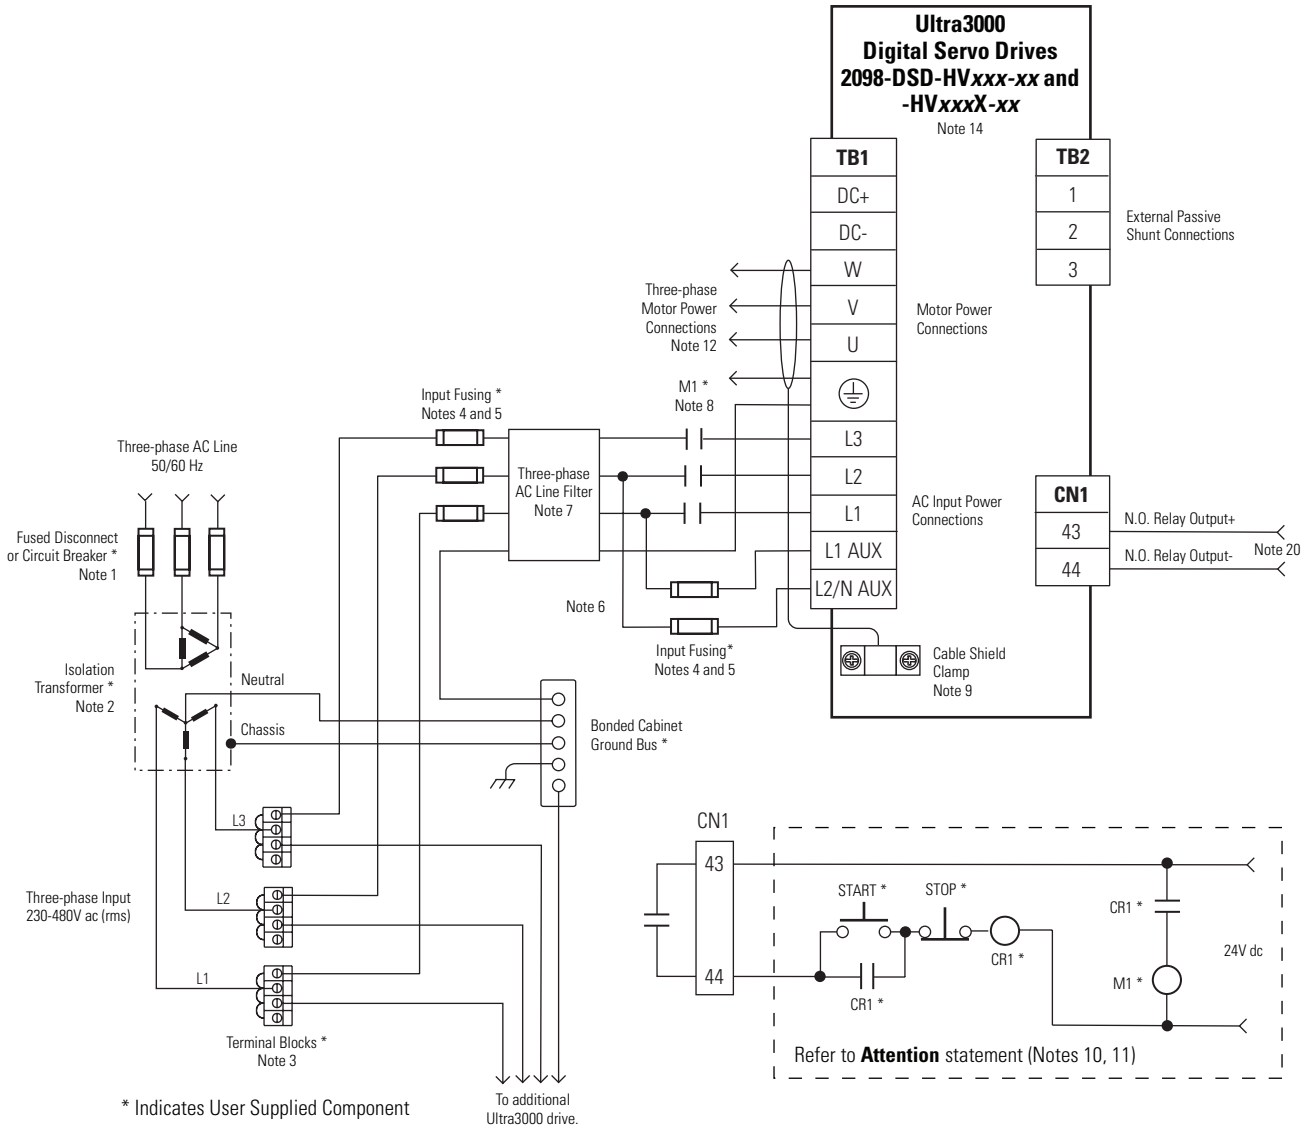 Ultra3000
Digital Servo Drives
2098-DSD-HVxxx-xx and
-HVxxxX-xx
Note 14
TB1
DC+
DC-
W
V
U
L3
L2
L1
L1 AUX
L2/N AUX
TB2
1
2
3
External Passive
Shunt Connections
Three-phase
Motor Power
Connections
Note 12
Motor Power
Connections
M1 *
Note 8
Input Fusing *
Notes 4 and 5
Three-phase AC Line
50/60 Hz
Three-phase
AC Line Filter
Note 7
AC Input Power
Connections
CN1
43
44
N.O. Relay Output+
N.O. Relay Output-
Note 20
Fused Disconnect
or Circuit Breaker *
Note 1
Note 6
Input Fusing*
Notes 4 and 5
Cable Shield
Clamp
Note 9
Isolation
Transformer *
Note 2
Neutral
Chassis
Bonded Cabinet
Ground Bus *
L3
L2
L1
Three-phase Input
230-480V ac (rms)
Terminal Blocks *
Note 3
To additional
Ultra3000 drive.
* Indicates User Supplied Component
CN1
43
44
START *
STOP *
CR1 *
CR1 *
CR1 *
M1 *
24V dc
Refer to Attention statement (Notes 10, 11)